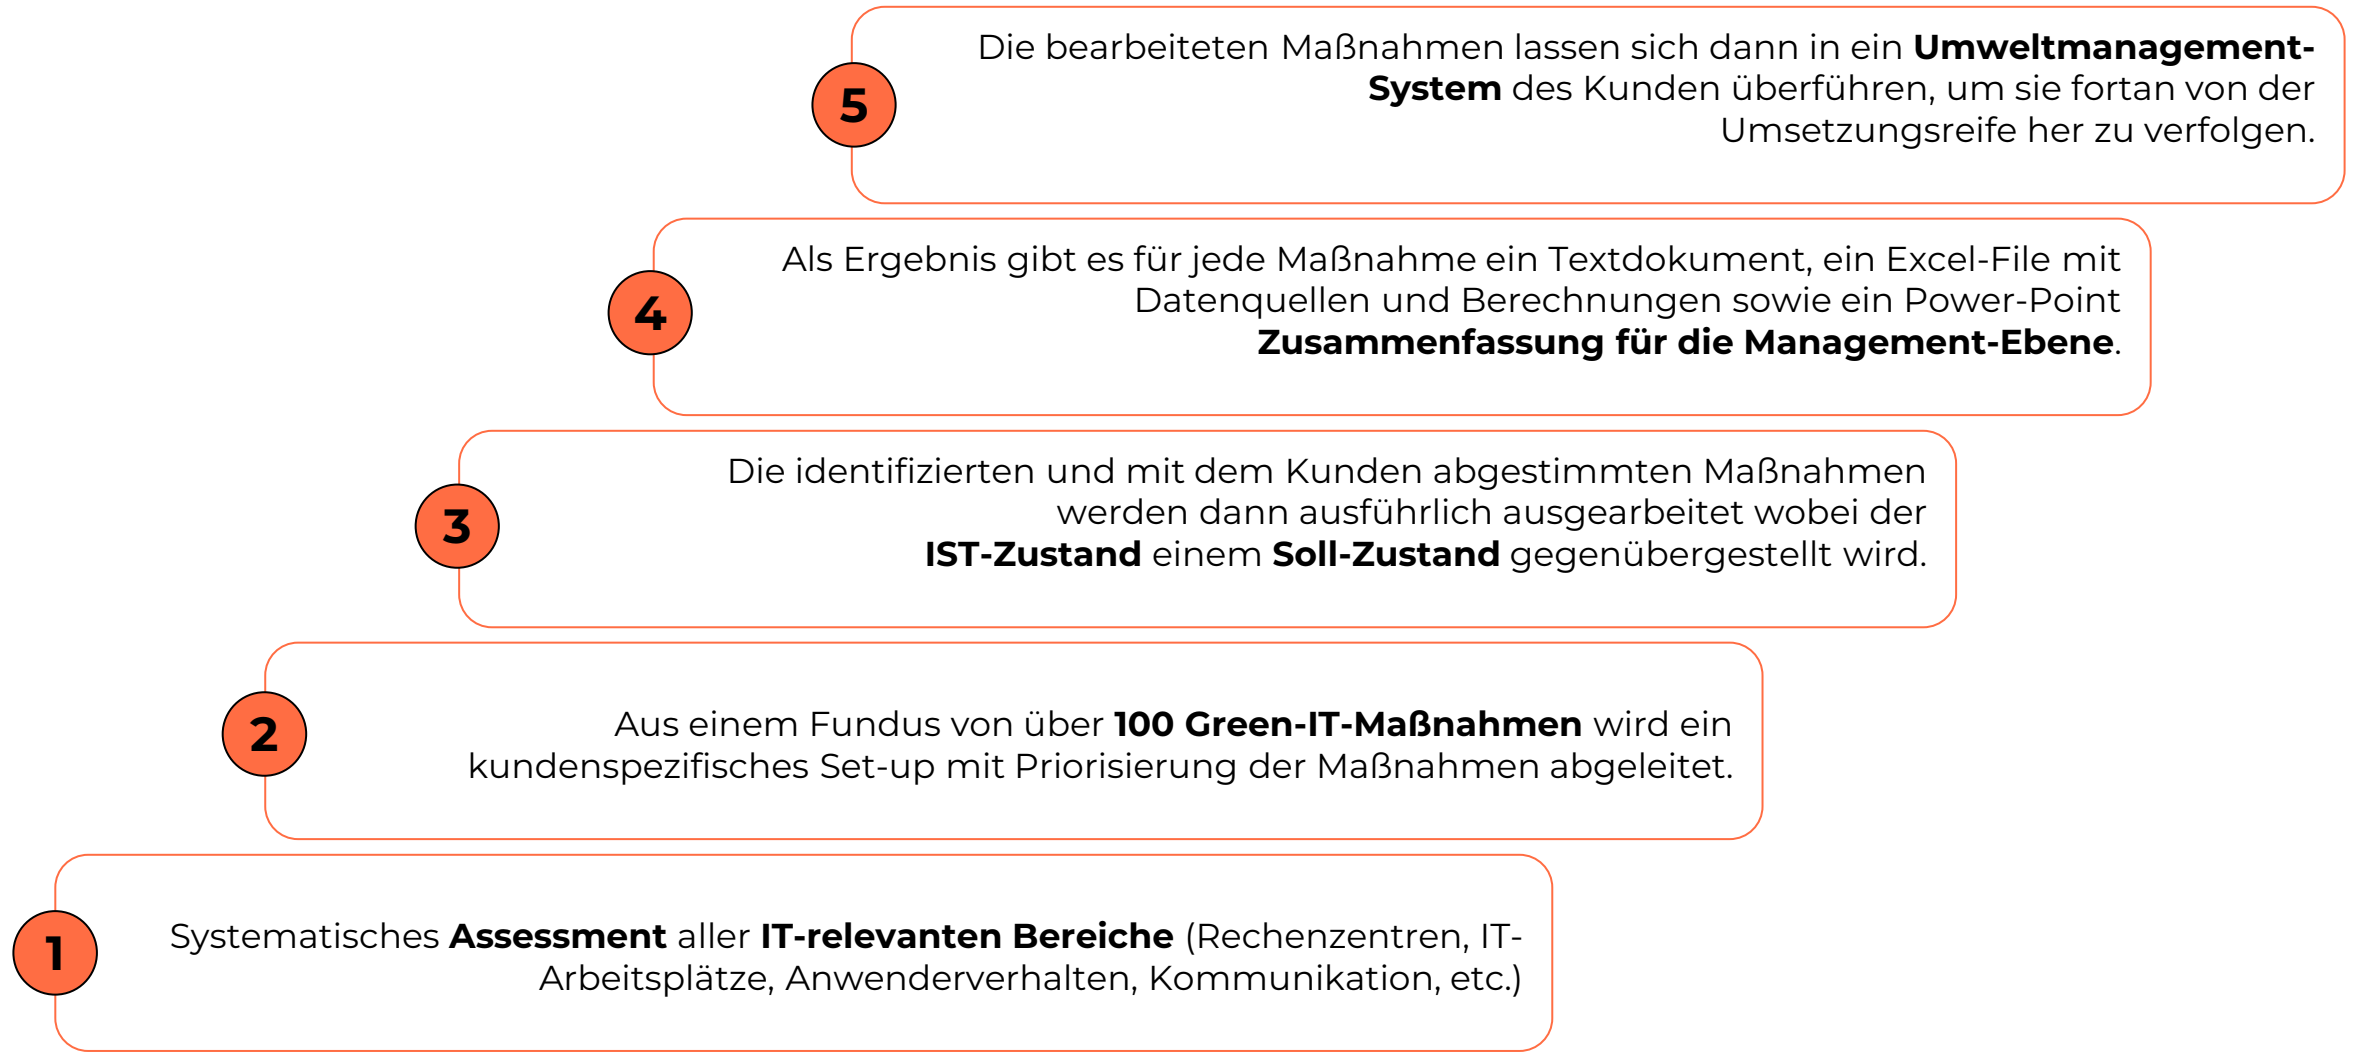 5
Die bearbeiteten Maßnahmen lassen sich dann in ein Umweltmanagement-
System des Kunden überführen, um sie fortan von der
Umsetzungsreife her zu verfolgen.
4
Als Ergebnis gibt es für jede Maßnahme ein Textdokument, ein Excel-File mit
Datenquellen und Berechnungen sowie ein Power-Point
Zusammenfassung für die Management-Ebene.
3
Die identifizierten und mit dem Kunden abgestimmten Maßnahmen
werden dann ausführlich ausgearbeitet wobei der
IST-Zustand einem Soll-Zustand gegenübergestellt wird.
2
Aus einem Fundus von über 100 Green-IT-Maßnahmen wird ein
kundenspezifisches Set-up mit Priorisierung der Maßnahmen abgeleitet.
1
Systematisches Assessment aller IT-relevanten Bereiche (Rechenzentren, IT-
Arbeitsplätze, Anwenderverhalten, Kommunikation, etc.)